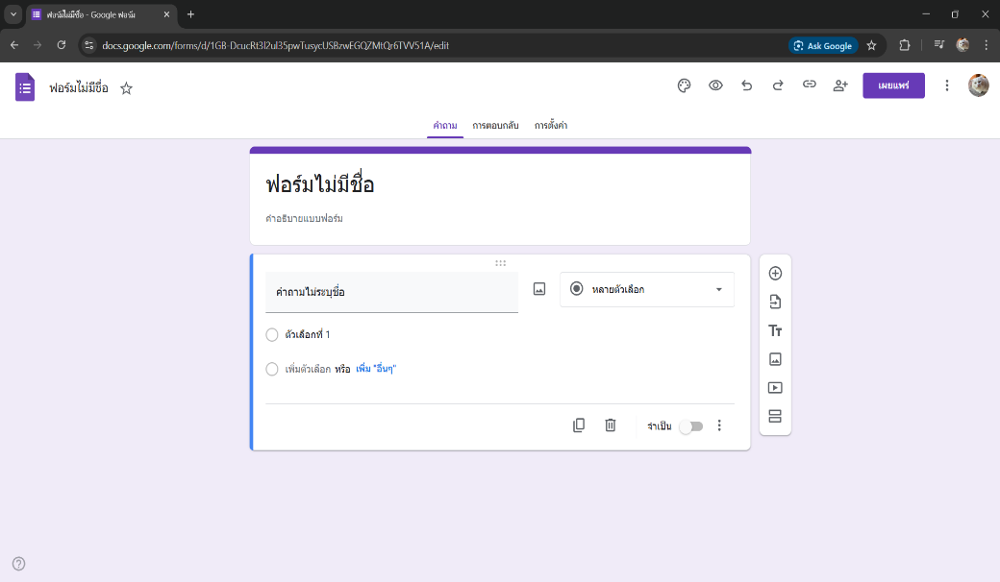 ฟอร์มไม่มีชื่อ - Google ฟอร์ม
docs.google.com/forms/d/1GB-DcucRt3l2ul35pwTusycUSBzwEGQZMtQr6TVV51A/edit
Ask Google
ฟอร์มไม่มีชื่อ
เผยแพร่
คำถาม การตอบกลับ การตั้งค่า
ฟอร์มไม่มีชื่อ
คำอธิบายแบบฟอร์ม
คำถามไม่ระบุชื่อ
หลายตัวเลือก
Tт
ตัวเลือกที่ 1
เพิ่มตัวเลือก หรือ เพิ่ม "อื่นๆ"
จำเป็น